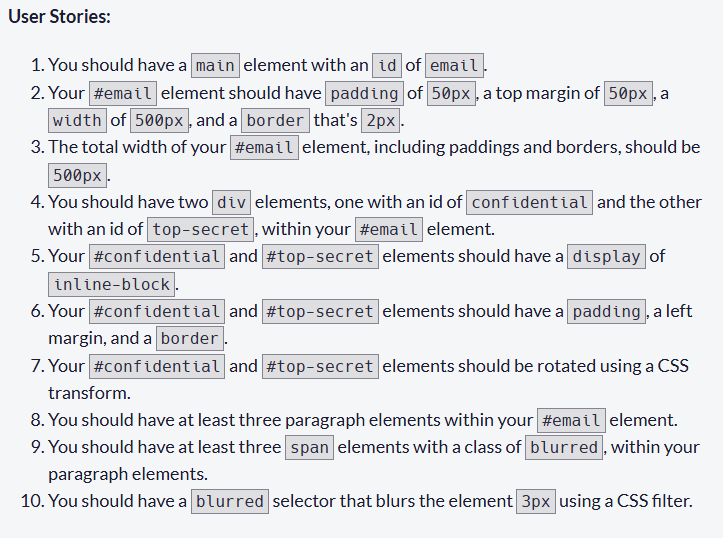 User Stories:
1. You should have a main element with an id of email.
2. Your #email element should have padding of 50px, a top margin of 50px, a
width of 500px, and a border that's 2px.
3. The total width of your #email element, including paddings and borders, should be
500px.
4. You should have two div elements, one with an id of confidential and the other
with an id of top-secret, within your #email element.
5. Your #confidential and #top-secret elements should have a display of
inline-block.
6. Your #confidential and #top-secret elements should have a padding, a left
margin, and a border.
7. Your #confidential and #top-secret elements should be rotated using a CSS
transform.
8. You should have at least three paragraph elements within your #email element.
9. You should have at least three span elements with a class of blurred, within your
paragraph elements.
10. You should have a blurred selector that blurs the element 3px using a CSS filter.